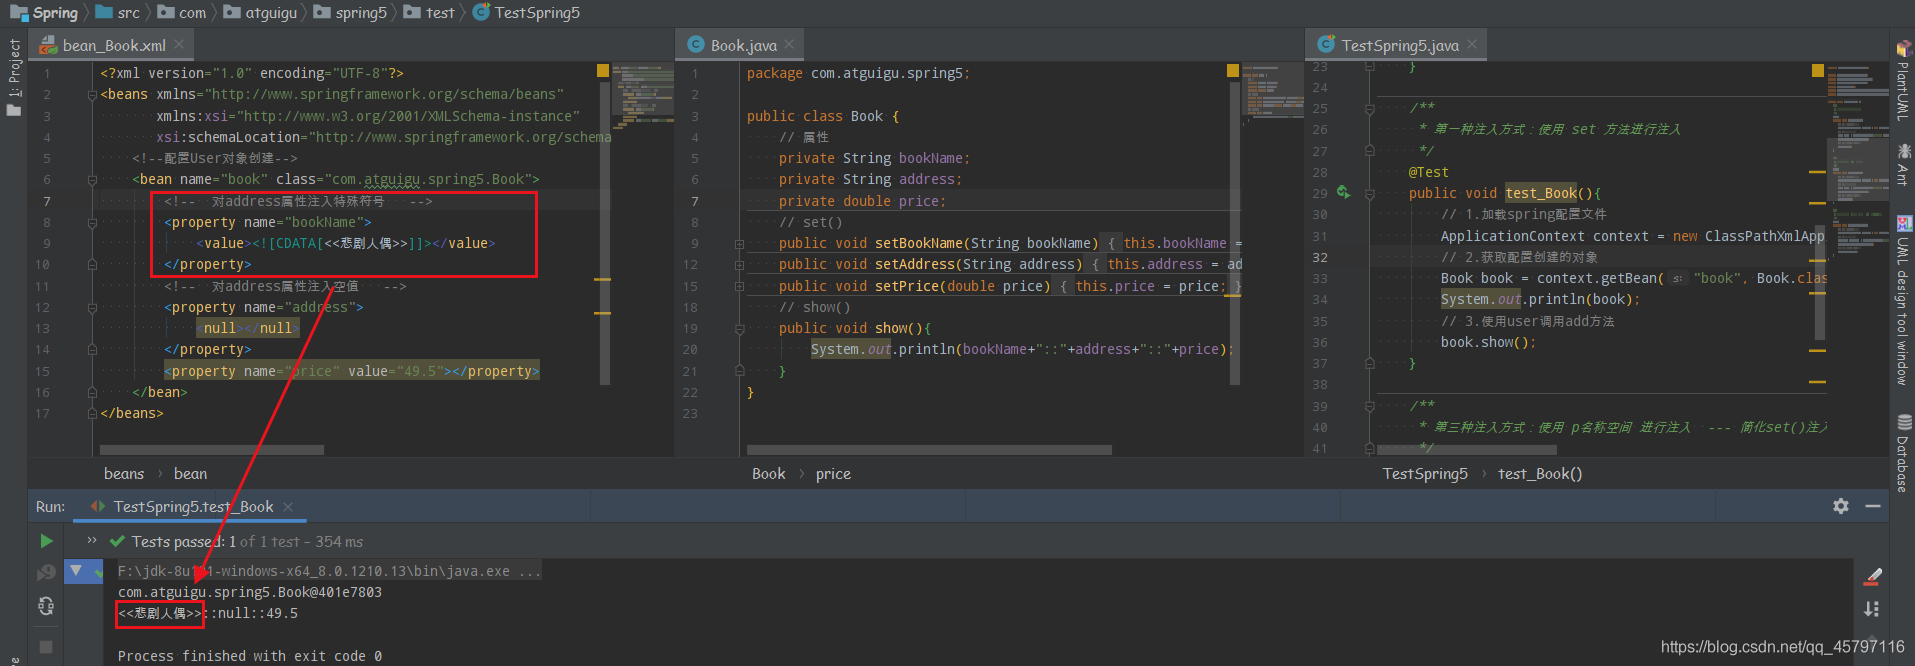 Spring src com atguigu spring5 test TestSpring5
1: Project
bean_Book.xml
1 <?xml version="1.0" encoding="UTF-8"?>
2 <beans xmlns="http://www.springframework.org/schema/beans"
3 xmlns:xsi="http://www.w3.org/2001/XMLSchema-instance"
4 xsi:schemaLocation="http://www.springframework.org/schema
5 <!--配置User对象创建-->
6 <bean name="book" class="com.atguigu.spring5.Book">
7 <!-- 对address属性注入特殊符号 -->
8 <property name="bookName">
9 <value><![CDATA[<<悲剧人偶>>]]></value>
10 </property>
11 <!-- 对address属性注入空值 -->
12 <property name="address">
13 <null></null>
14 </property>
15 <property name="price" value="49.5"></property>
16 </bean>
17 </beans>
beans bean
Book.java
1 package com.atguigu.spring5;
2
3 public class Book {
4 // 属性
5 private String bookName;
6 private String address;
7 private double price;
8 // set()
9 public void setBookName(String bookName) { this.bookName =
12 public void setAddress(String address) { this.address = ad
15 public void setPrice(double price) { this.price = price; }
18 // show()
19 public void show(){
20 System.out.println(bookName+"::"+address+"::"+price);
21 }
22 }
23
Book price
TestSpring5.java
23 }
24
25 /**
26 * 第一种注入方式：使用 set 方法进行注入
27 */
28 @Test
29 public void test_Book(){
30 // 1.加载spring配置文件
31 ApplicationContext context = new ClassPathXmlApp
32 // 2.获取配置创建的对象
33 Book book = context.getBean( s: "book", Book.clas
34 System.out.println(book);
35 // 3.使用user调用add方法
36 book.show();
37 }
38
39 /**
40 * 第三种注入方式：使用 p名称空间 进行注入 --- 简化set()注入
41 */
TestSpring5 test_Book()
PlantUML
Ant
UML design tool window
Database
Run: TestSpring5.test_Book
Tests passed: 1 of 1 test – 354 ms
-windows-x64_8.0.1210.13\bin\java.exe ...
com.atguigu.spring5.Book@401e7803
<<悲剧人偶>>::null::49.5
Process finished with exit code 0
https://blog.csdn.net/qq_45797116